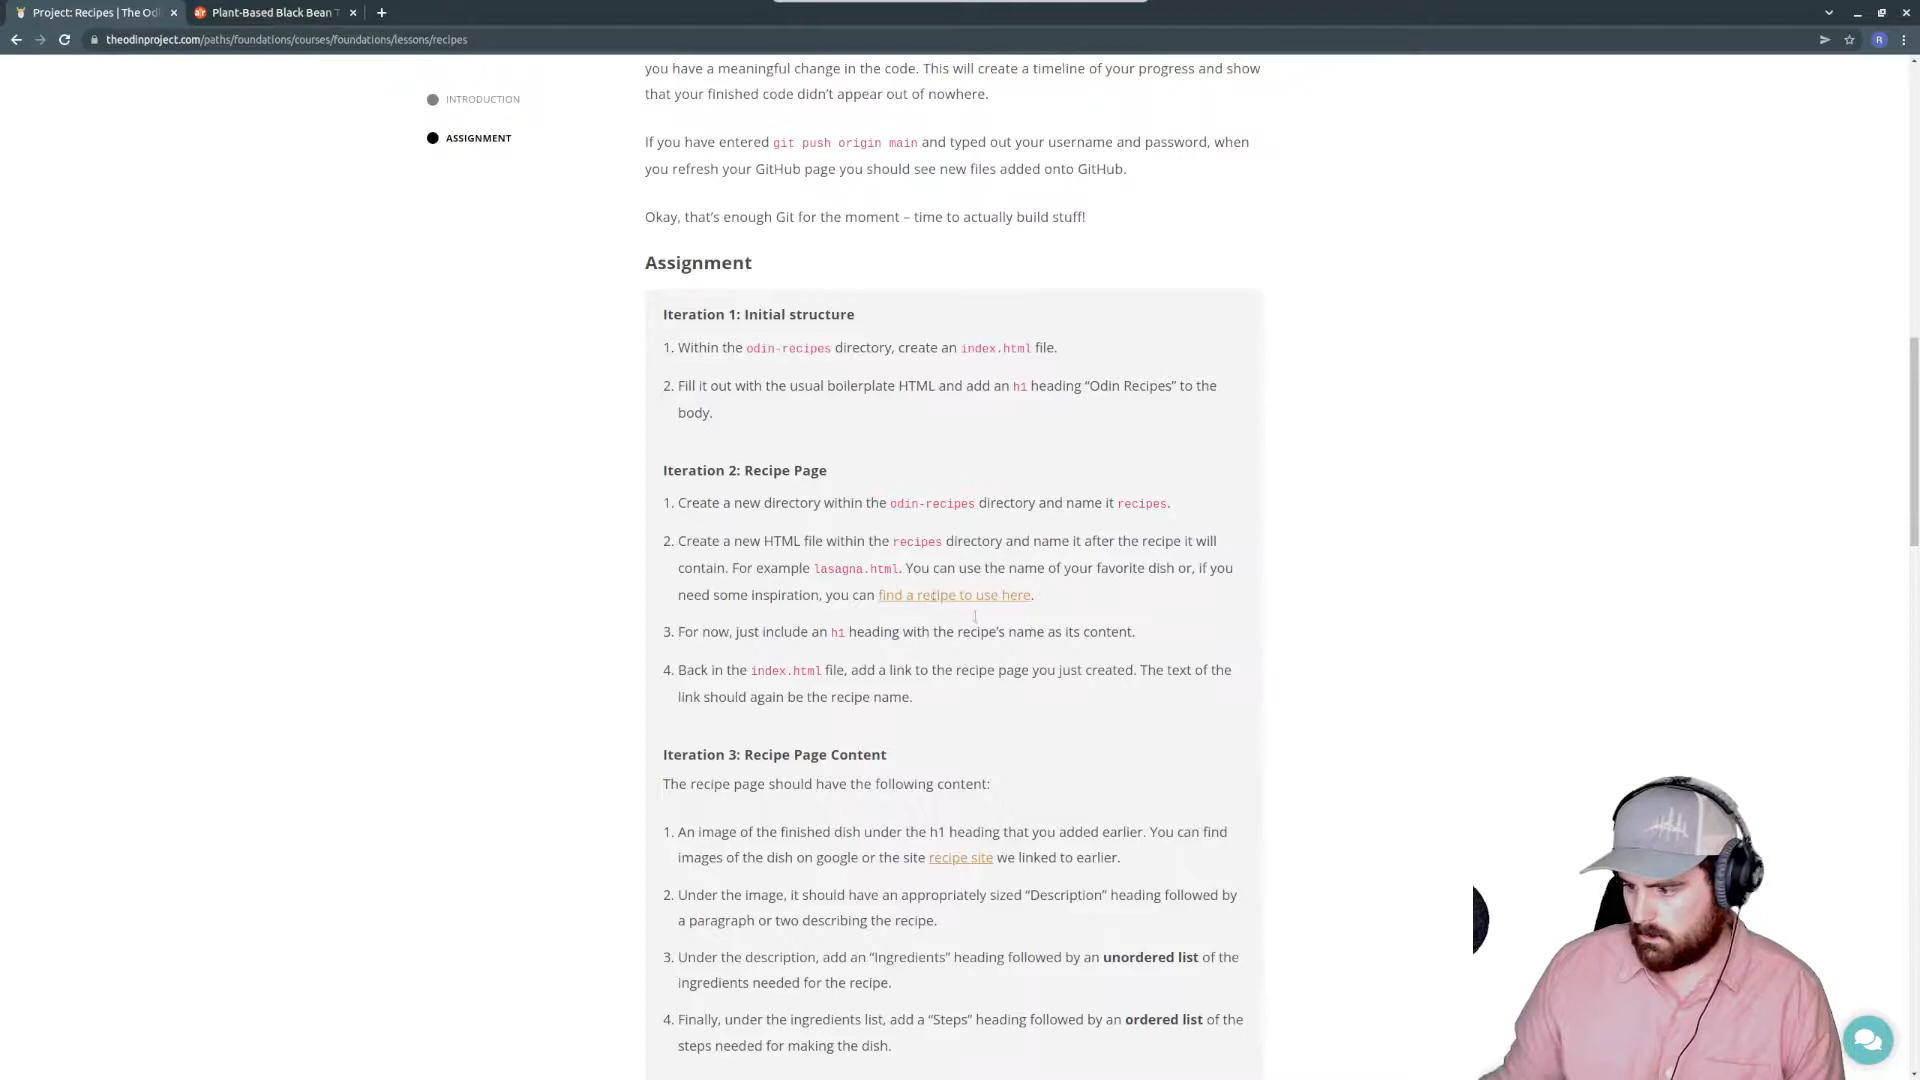 Project: Recipes | The Od
Plant-Based Black Bean T
theodinproject.com/paths/foundations/courses/foundations/lessons/recipes
R
INTRODUCTION
ASSIGNMENT
you have a meaningful change in the code. This will create a timeline of your progress and show
that your finished code didn’t appear out of nowhere.
If you have entered git push origin main and typed out your username and password, when
you refresh your GitHub page you should see new files added onto GitHub.
Okay, that’s enough Git for the moment – time to actually build stuff!
Assignment
Iteration 1: Initial structure
1. Within the odin-recipes directory, create an index.html file.
2. Fill it out with the usual boilerplate HTML and add an h1 heading “Odin Recipes” to the
body.
Iteration 2: Recipe Page
1. Create a new directory within the odin-recipes directory and name it recipes.
2. Create a new HTML file within the recipes directory and name it after the recipe it will
contain. For example lasagna.html. You can use the name of your favorite dish or, if you
need some inspiration, you can find a recipe to use here.
3. For now, just include an h1 heading with the recipe’s name as its content.
4. Back in the index.html file, add a link to the recipe page you just created. The text of the
link should again be the recipe name.
Iteration 3: Recipe Page Content
The recipe page should have the following content:
1. An image of the finished dish under the h1 heading that you added earlier. You can find
images of the dish on google or the site recipe site we linked to earlier.
2. Under the image, it should have an appropriately sized “Description” heading followed by
a paragraph or two describing the recipe.
3. Under the description, add an “Ingredients” heading followed by an unordered list of the
ingredients needed for the recipe.
4. Finally, under the ingredients list, add a “Steps” heading followed by an ordered list of the
steps needed for making the dish.